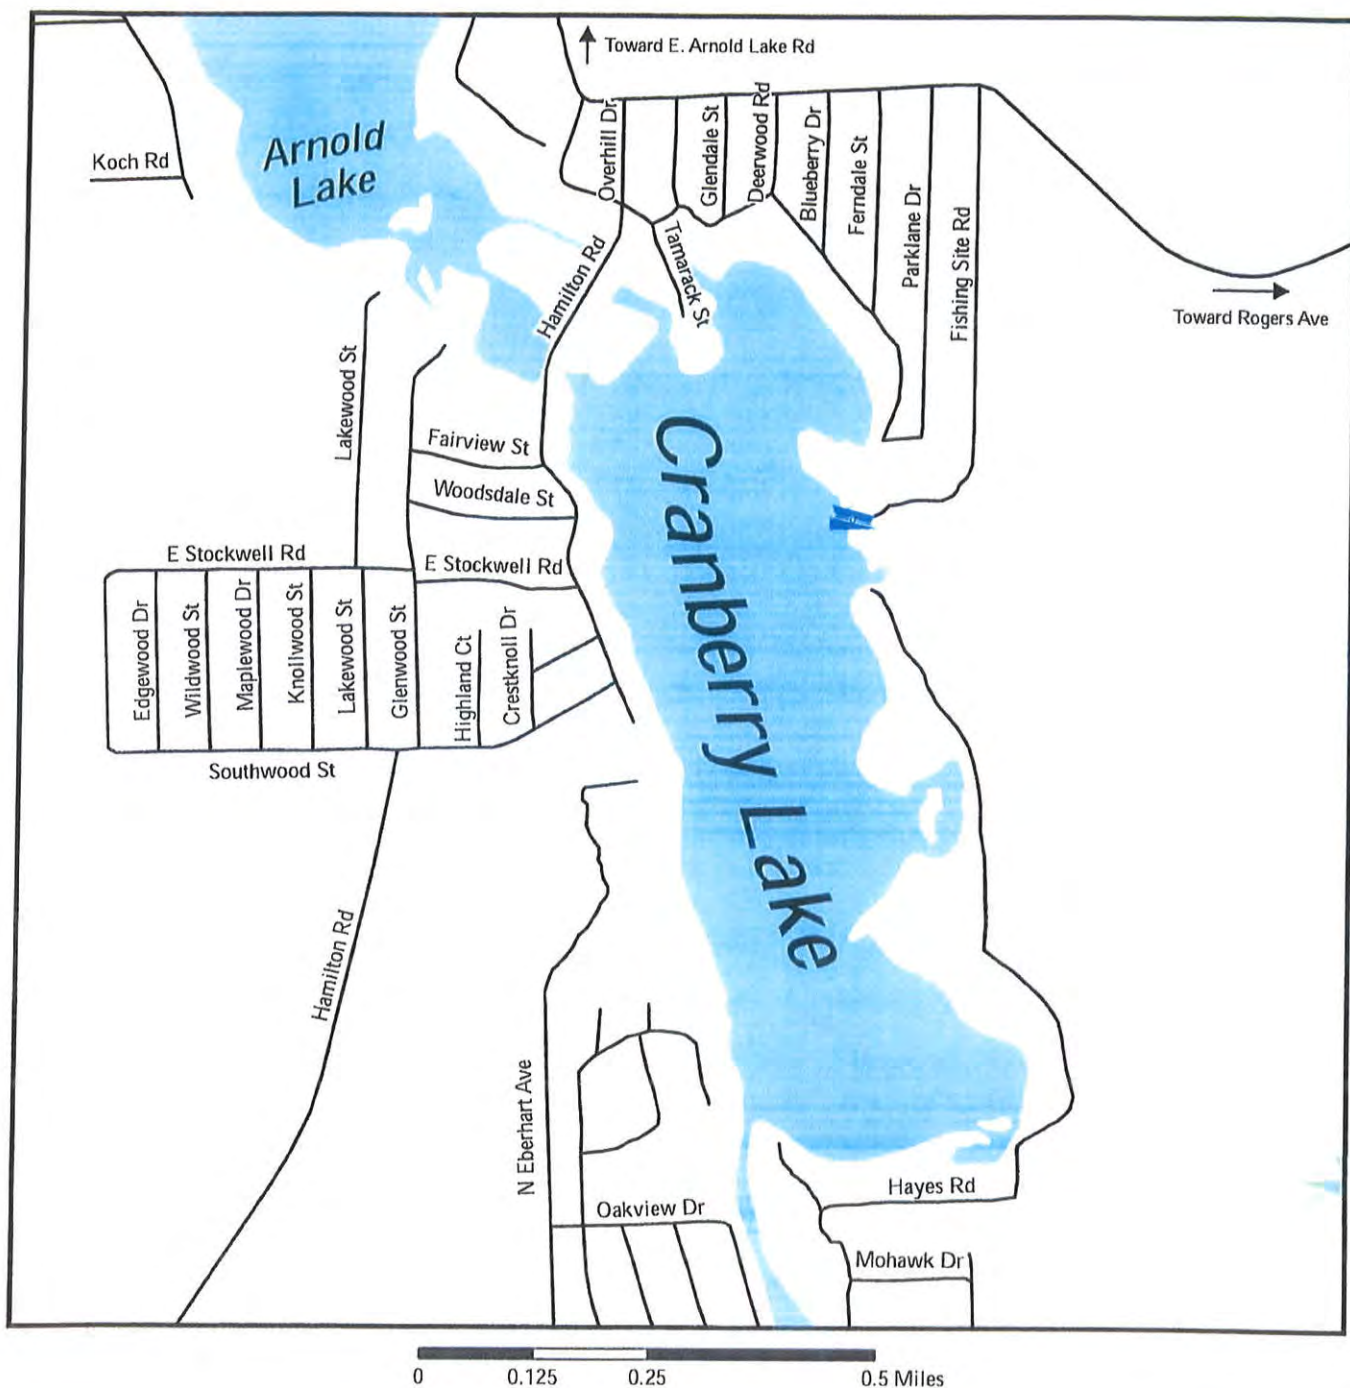 Toward E. Arnold Lake Rd
Arnold
Lake
Koch Rd
Overhill Dr
Glendale St
Deerwood Rd
Blueberry Dr
Ferndale St
Parklane Dr
Fishing Site Rd
Tamarack St
Hamilton Rd
Toward Rogers Ave
Lakewood St
Fairview St
Woodsdale St
E Stockwell Rd
E Stockwell Rd
Cranberry Lake
Edgewood Dr
Wildwood St
Maplewood Dr
Knollwood St
Lakewood St
Glenwood St
Highland Ct
Crestknoll Dr
Southwood St
Hamilton Rd
N Eberhart Ave
Oakview Dr
Hayes Rd
Mohawk Dr
0 0.125 0.25 0.5 Miles